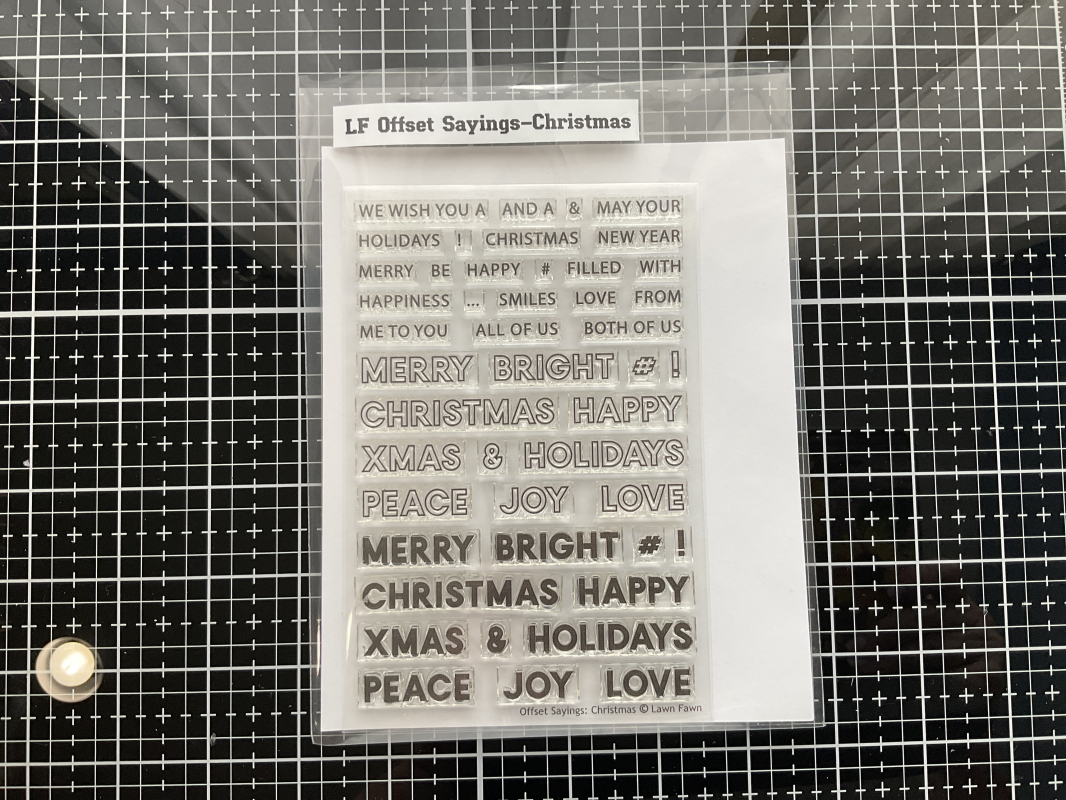 LF Offset Sayings-Christmas
WE WISH YOU A AND A & MAY YOUR
HOLIDAYS ! CHRISTMAS NEW YEAR
MERRY BE HAPPY # FILLED WITH
HAPPINESS ... SMILES LOVE FROM
ME TO YOU ALL OF US BOTH OF US
MERRY BRIGHT # !
CHRISTMAS HAPPY
XMAS & HOLIDAYS
PEACE JOY LOVE
MERRY BRIGHT # !
CHRISTMAS HAPPY
XMAS & HOLIDAYS
PEACE JOY LOVE
Offset Sayings: Christmas © Lawn Fawn